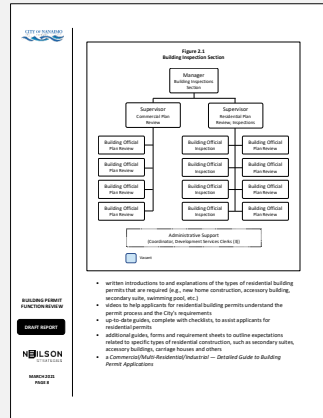 CITY OF NANAIMO
Figure 2.1
Building Inspection Section
Manager
Building Inspections
Section
Supervisor
Commercial Plan
Review
Supervisor
Residential Plan
Review, Inspections
Building Official
Plan Review
Building Official
Inspection
Building Official
Plan Review
Building Official
Plan Review
Building Official
Inspection
Building Official
Plan Review
Building Official
Plan Review
Building Official
Inspection
Building Official
Plan Review
Building Official
Plan Review
Building Official
Inspection
Building Official
Plan Review
Administrative Support
(Coordinator, Development Services Clerks (3))
Vacant
• written introductions to and explanations of the types of residential building
permits that are required (e.g., new home construction, accessory building,
secondary suite, swimming pool, etc.)
• videos to help applicants for residential building permits understand the
permit process and the City's requirements
• up-to-date guides, complete with checklists, to assist applicants for
residential permits
• additional guides, forms and requirement sheets to outline expectations
related to specific types of residential construction, such as secondary suites,
accessory buildings, carriage houses and others
• a Commercial/Multi-Residential/Industrial — Detailed Guide to Building
Permit Applications
BUILDING PERMIT
FUNCTION REVIEW
DRAFT REPORT
NEILSON
STRATEGIES
MARCH 2021
PAGE 8